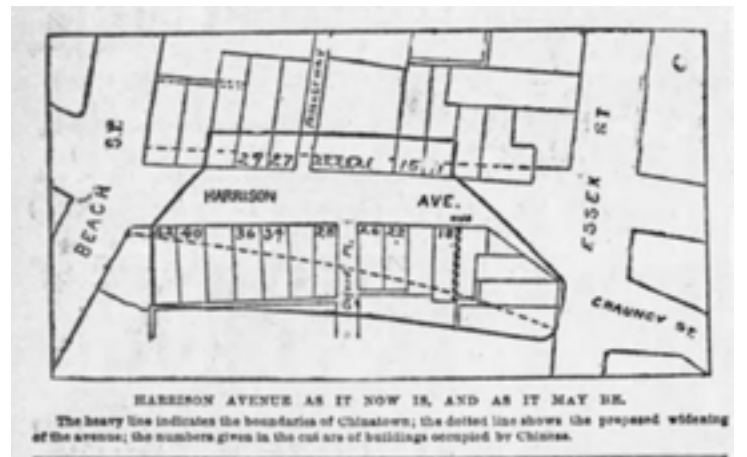 C
ST
ST
29 27
15
HARRISON
AVE.
BEACH
ESSEX
42 40 36 34 28
26 22 18
PL.
CHAUNCY ST.
HARRISON AVENUE AS IT NOW IS, AND AS IT MAY BE.
The heavy line indicates the boundaries of Chinatown; the dotted line shows the proposed widening
of the avenue; the numbers given in the cut are of buildings occupied by Chinese.